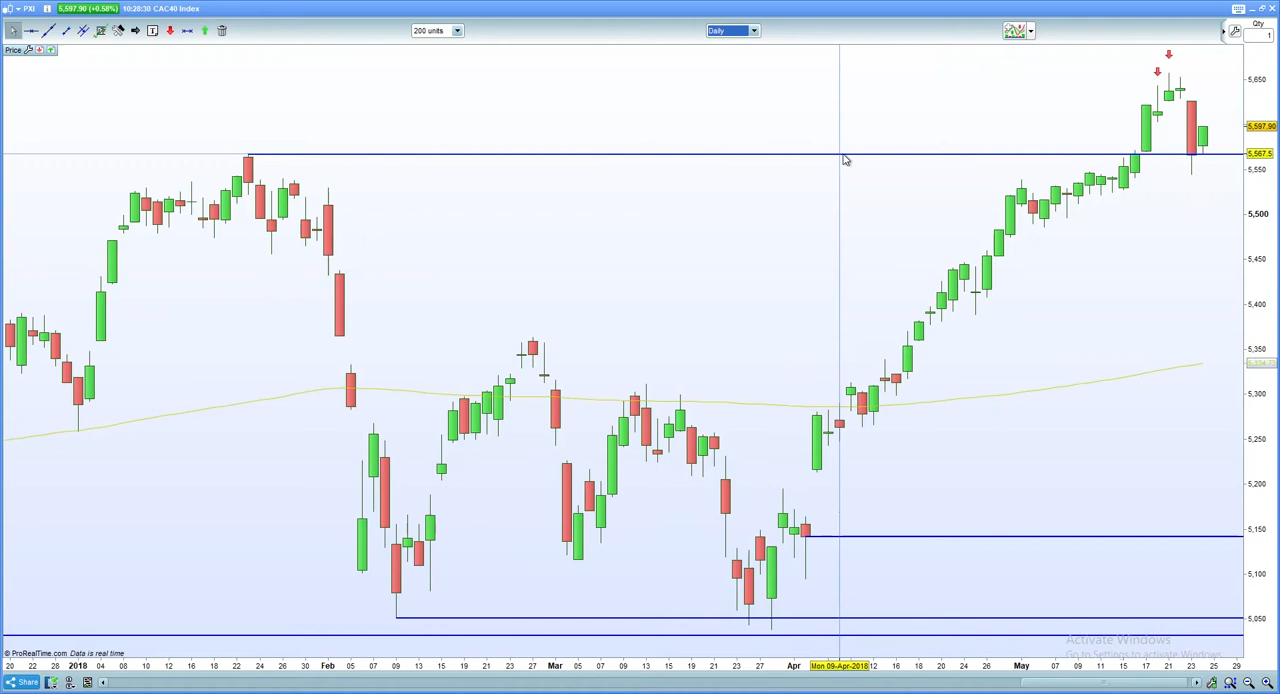 PXI 5,597.90 (+0.58%) 10:28:30 CAC40 Index
200 units
Daily
Qty
1
Price
5,650
5,597.90
5,567.5
5,550
5,500
5,450
5,400
5,350
5,300
5,250
5,200
5,150
5,100
5,050
Activate Windows
Go to Settings to activate Windows.
© ProRealTime.com Data is real time
20 22 28 2018 04 08 10 12 16 18 22 24 26 30 Feb 05 07 09 13 15 19 21 23 27 Mar 05 07 09 13 15 19 21 23 27 Apr Mon 09-Apr-2018 12 16 18 20 24 26 May 07 09 11 15 17 21 23 25 29
Share